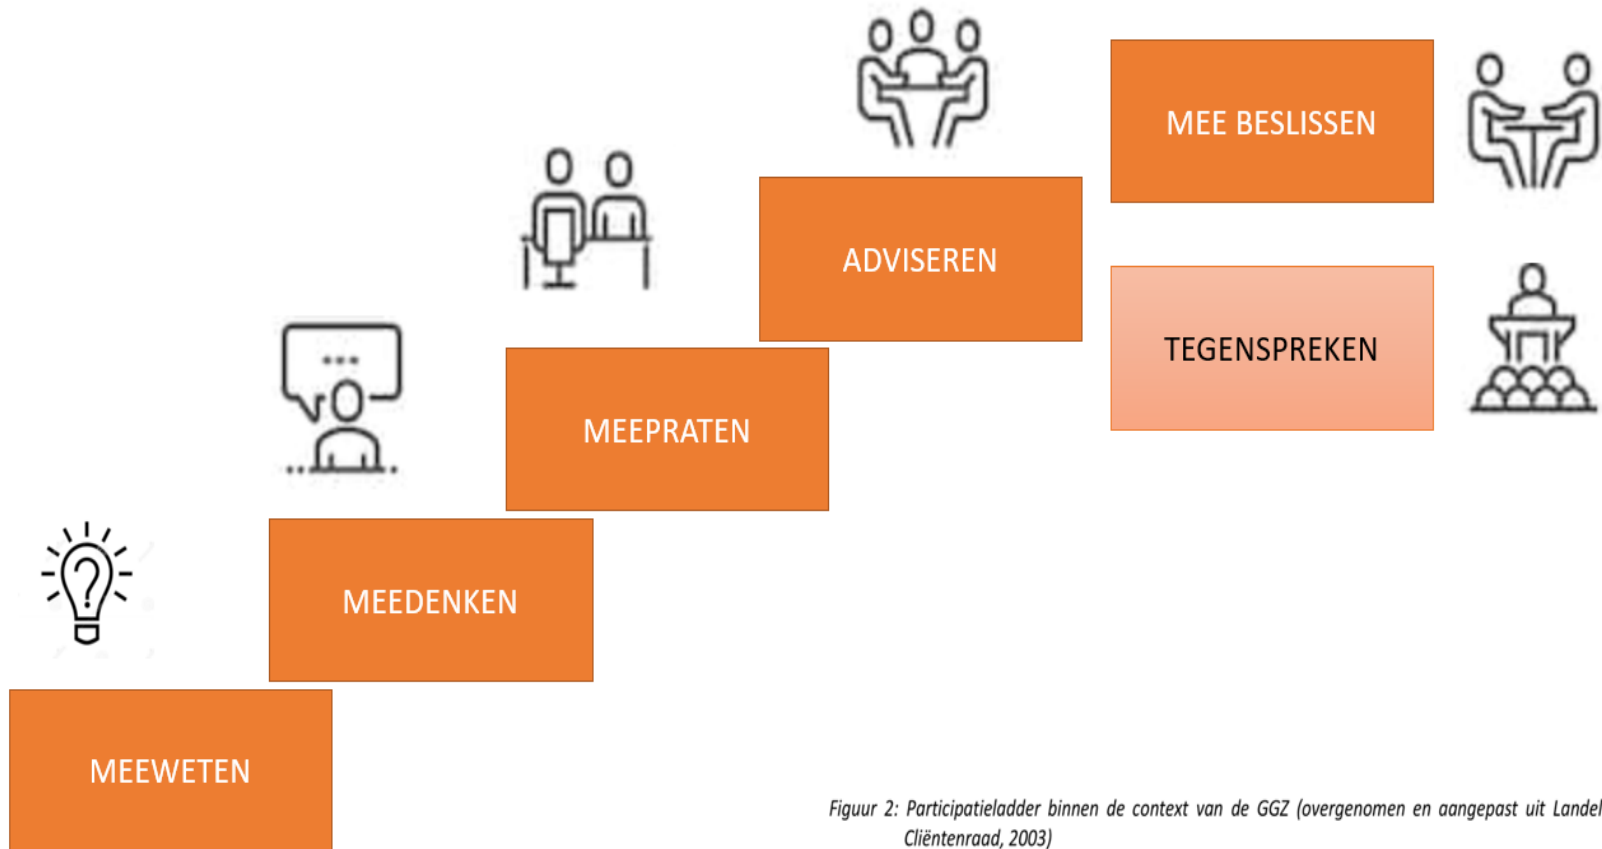 MEE BESLISSEN
ADVISEREN
TEGENSPREKEN
MEEPRATEN
MEEDENKEN
MEEWETEN
Figuur 2: Participatieladder binnen de context van de GGZ (overgenomen en aangepast uit Landel
Cliëntenraad, 2003)